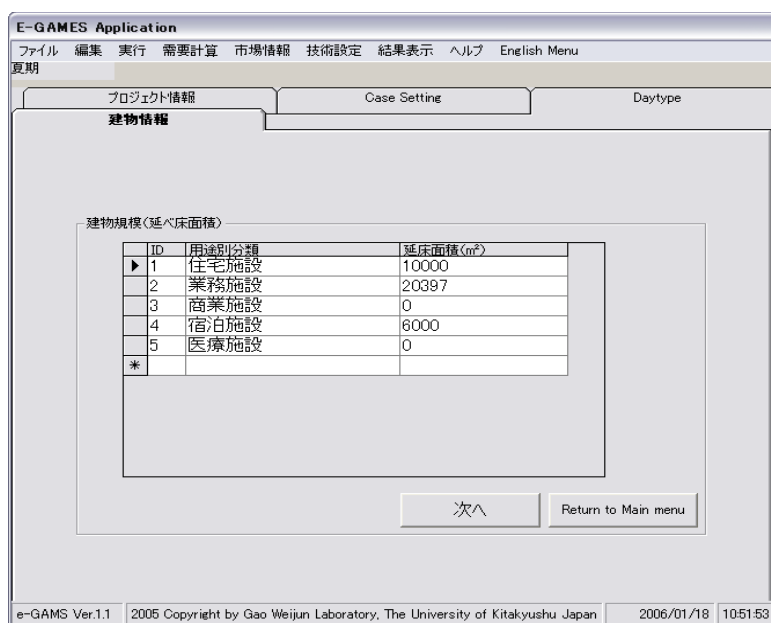 E-GAMES Application
ファイル 編集 実行 需要計算 市場情報 技術設定 結果表示 ヘルプ English Menu
夏期
プロジェクト情報 Case Setting Daytype
建物情報
建物規模(延べ床面積)
ID 用途別分類 延床面積(m²)
1 住宅施設 10000
2 業務施設 20397
3 商業施設 0
4 宿泊施設 6000
5 医療施設 0
次へ Return to Main menu
e-GAMS Ver.1.1 2005 Copyright by Gao Weijun Laboratory, The University of Kitakyushu Japan 2006/01/18 10:51:53